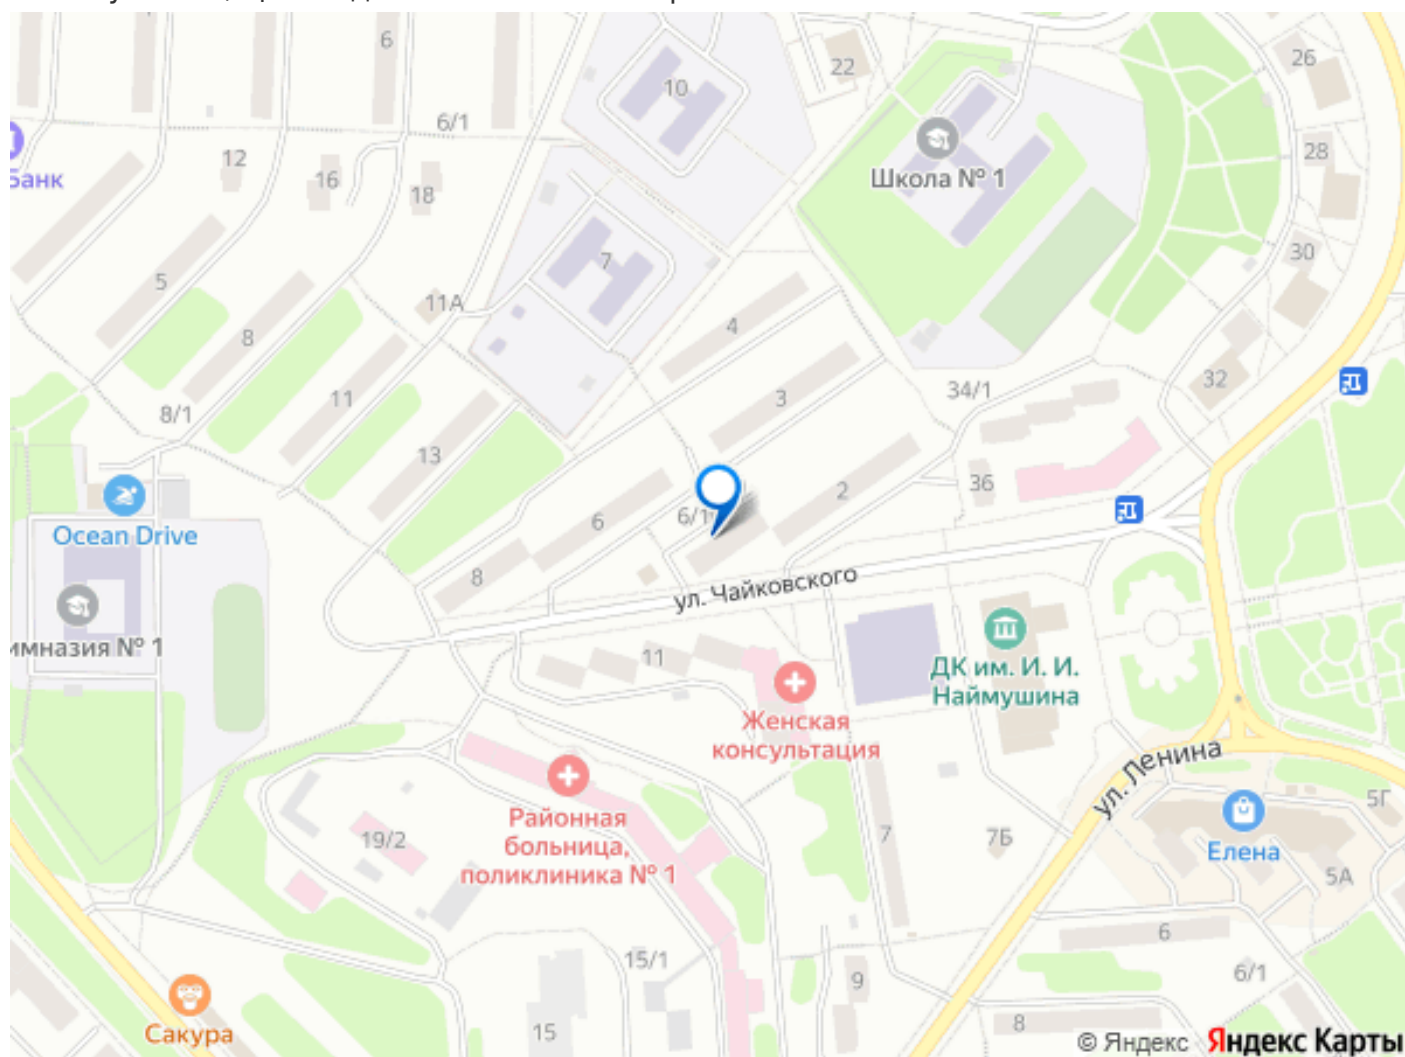 6
22
26
10
6/1
Школа № 1
28
12
Банк
16
18
30
7
5
11А
4
8
32
11
3
34/1
8/1
13
2
36
6
6/1
Ocean Drive
8
ул. Чайковского
имназия № 1
11
ДК им. И. И.
Наймушина
Женская
консультация
ул. Ленина
Районная
больница,
поликлиника № 1
19/2
7
7Б
5Г
Елена
5А
6
15/1
9
6/1
Сакура
15
8
© Яндекс Яндекс Карты